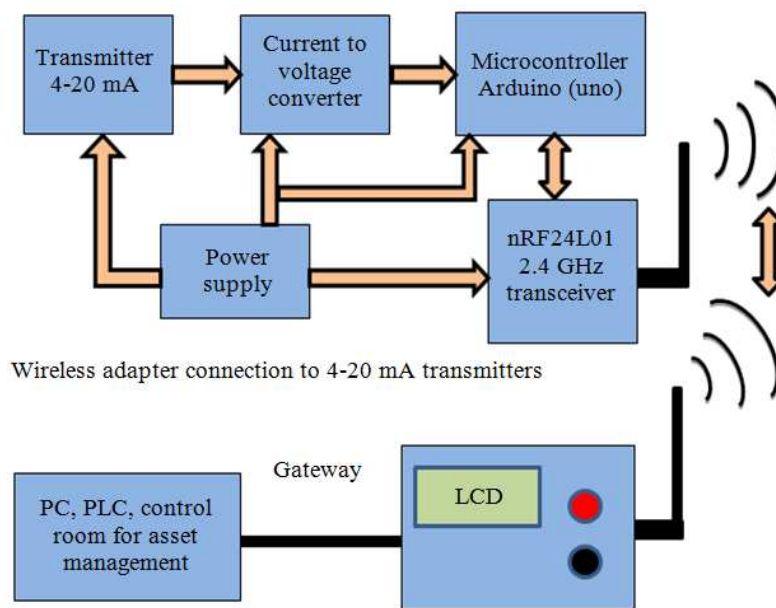 Transmitter
4-20 mA
Current to
voltage
converter
Microcontroller
Arduino (uno)
Power
supply
nRF24L01
2.4 GHz
transceiver
Wireless adapter connection to 4-20 mA transmitters
Gateway
PC, PLC, control
room for asset
management
LCD